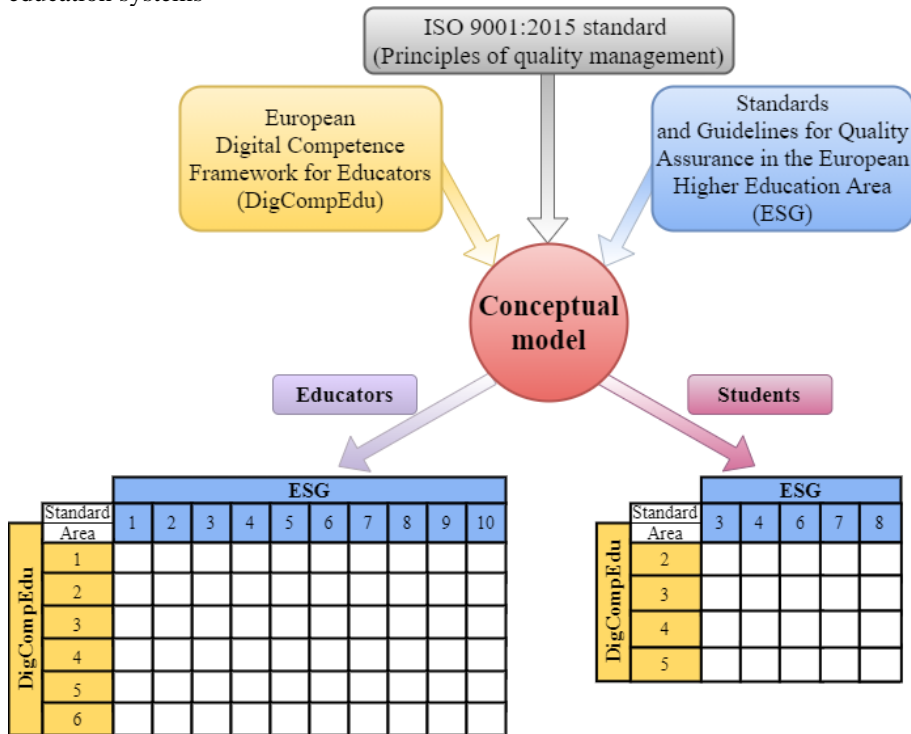 education systems
ISO 9001:2015 standard
(Principles of quality management)
European
Digital Competence
Framework for Educators
(DigCompEdu)
Standards
and Guidelines for Quality
Assurance in the European
Higher Education Area
(ESG)
Conceptual
model
Educators
Students
ESG
Standard
1 2 3 4 5 6 7 8 9 10
Area
DigCompEdu
1
2
3
4
5
6
ESG
Standard
3 4 6 7 8
Area
DigCompEdu
2
3
4
5